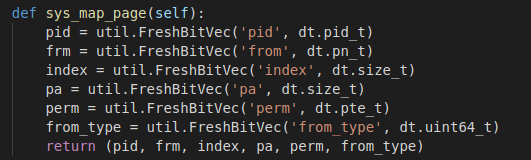 def sys_map_page(self):
    pid = util.FreshBitVec('pid', dt.pid_t)
    frm = util.FreshBitVec('from', dt.pn_t)
    index = util.FreshBitVec('index', dt.size_t)
    pa = util.FreshBitVec('pa', dt.size_t)
    perm = util.FreshBitVec('perm', dt.pte_t)
    from_type = util.FreshBitVec('from_type', dt.uint64_t)
    return (pid, frm, index, pa, perm, from_type)